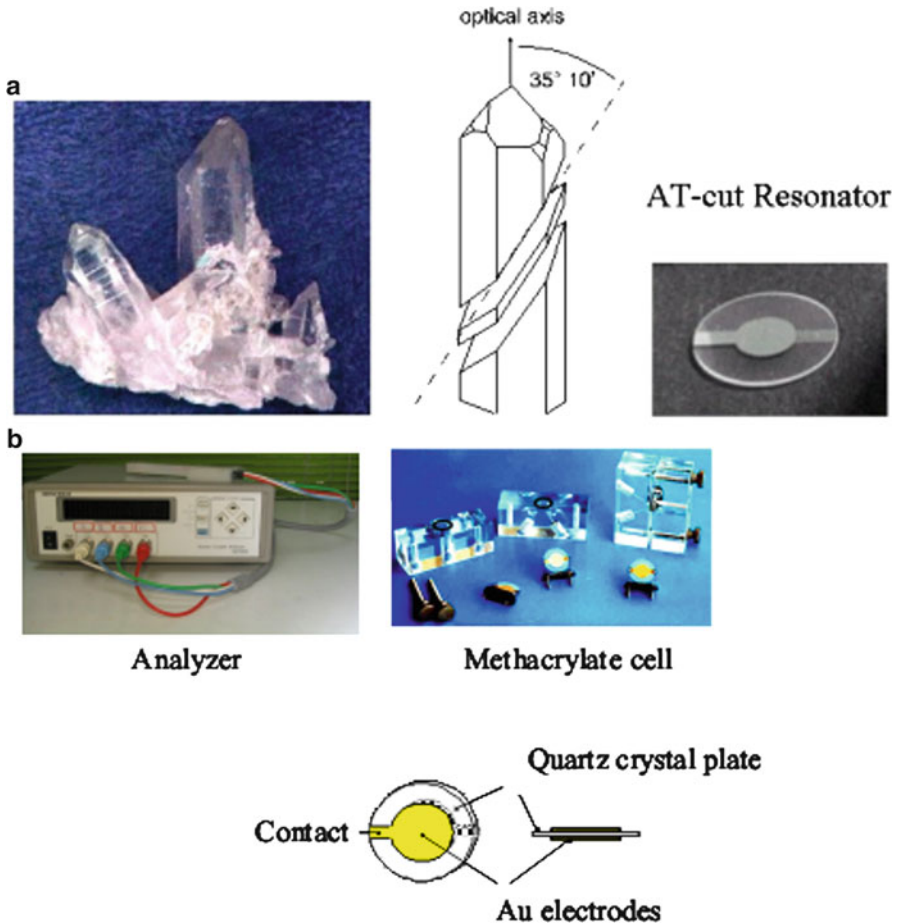 optical axis
35° 10'
a
AT-cut Resonator
b
Analyzer
Methacrylate cell
Quartz crystal plate
Contact
Au electrodes